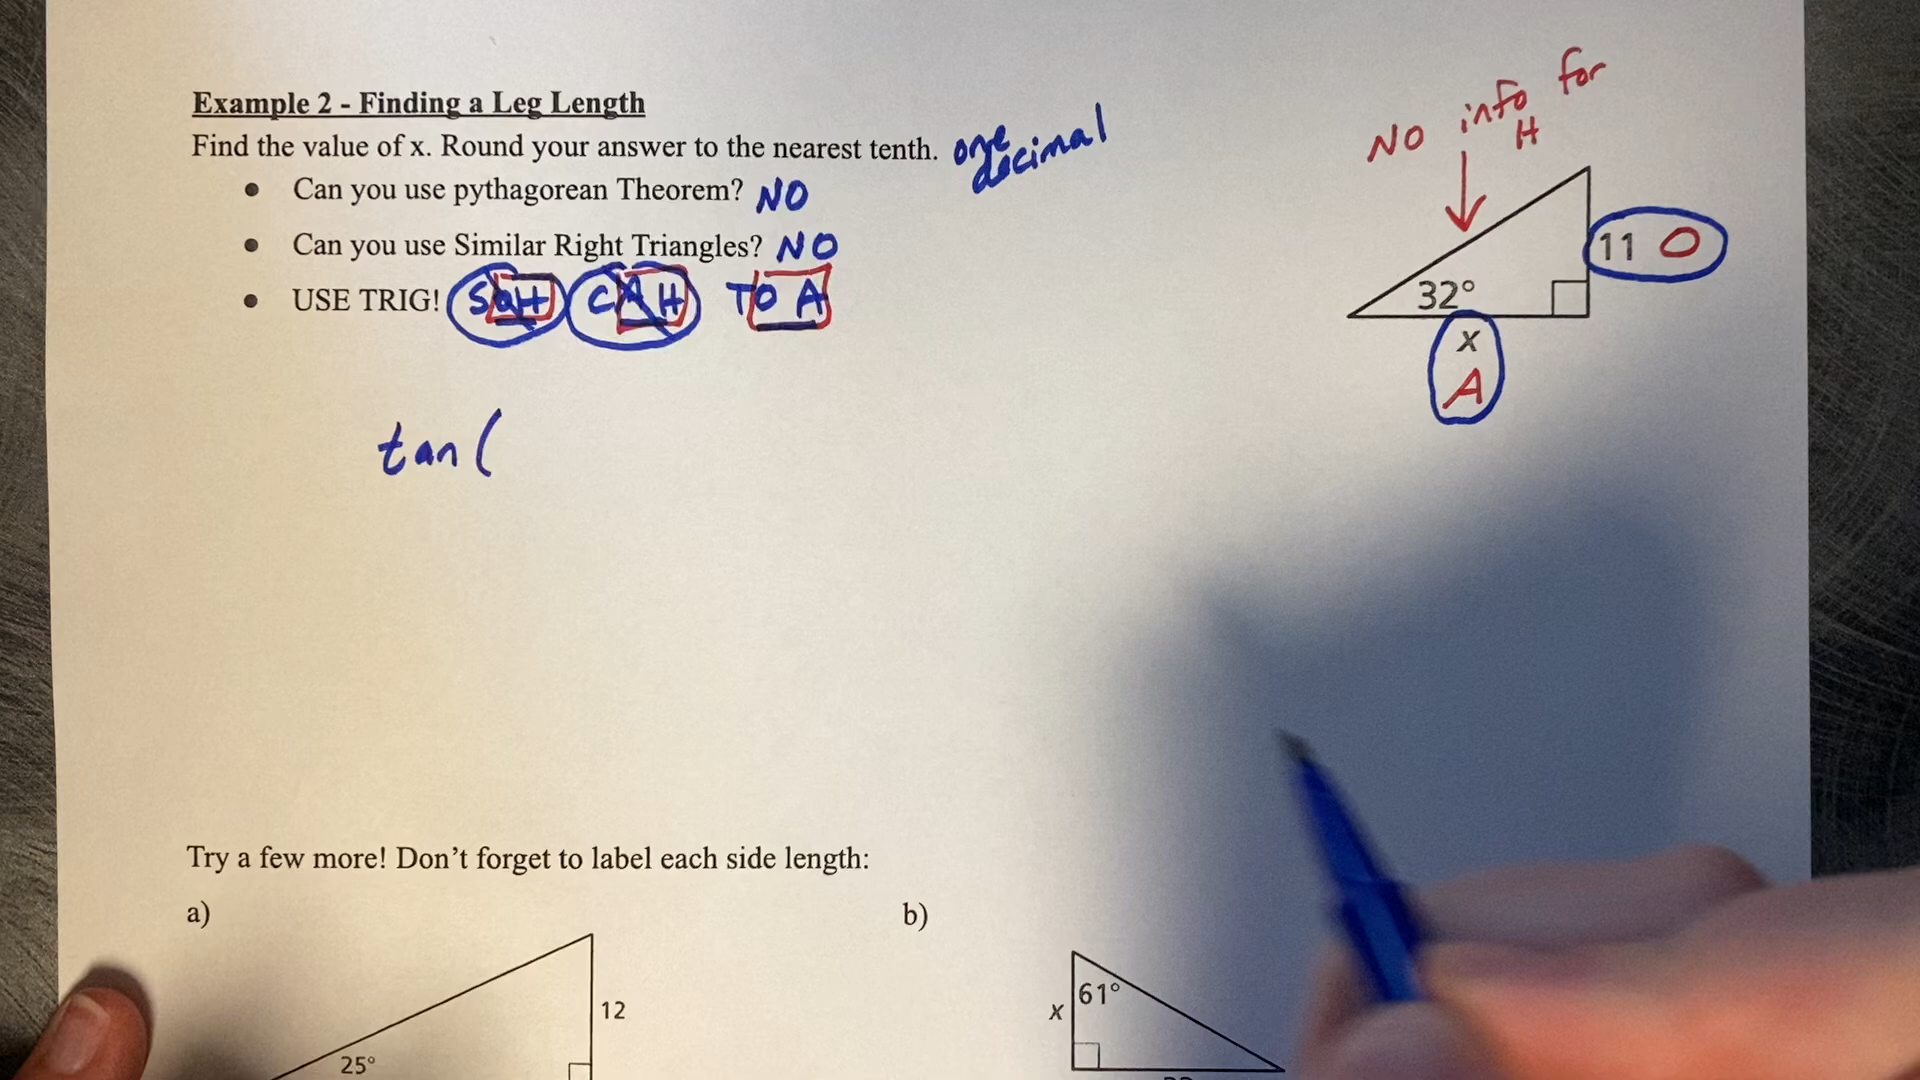 Example 2 - Finding a Leg Length
Find the value of x. Round your answer to the nearest tenth. one decimal
• Can you use pythagorean Theorem? NO
• Can you use Similar Right Triangles? NO
• USE TRIG! SOH CAH TOA
NO info for H
11 O
32°
x
A
tan (
Try a few more! Don't forget to label each side length:
a)
b)
12
25°
61°
x